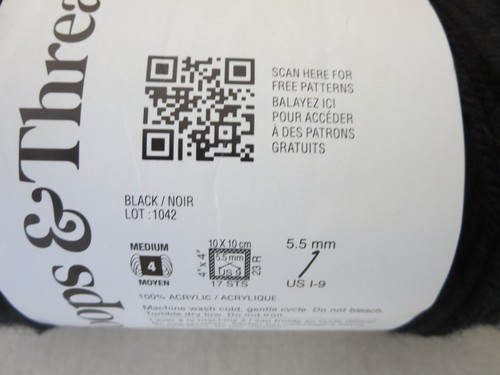 oops & Threa
SCAN HERE FOR
FREE PATTERNS
BALAYEZ ICI
POUR ACCÉDER
À DES PATRONS
GRATUITS
BLACK / NOIR
LOT : 1042
MEDIUM
4
MOYEN
10 X 10 cm
4" x 4"
5.5 mm
US I-9
23 R
17 STS
5.5 mm
US I-9
100% ACRYLIC / ACRYLIQUE
Machine wash cold, gentle cycle. Do not bleach.
Tumble dry low. Do not iron.